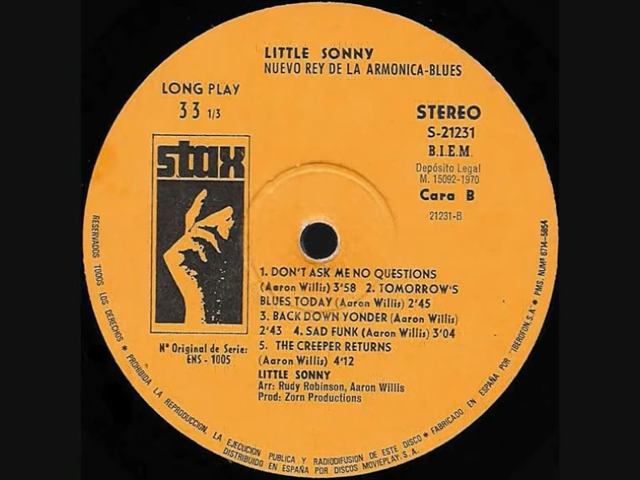 LITTLE SONNY
NUEVO REY DE LA ARMONICA-BLUES
LONG PLAY
33 1/3
STEREO
S-21231
B.I.E.M.
Depósito Legal
M. 15092-1970
Cara B
21231-B
stax
1. DON'T ASK ME NO QUESTIONS
(Aaron Willis) 3'58 2. TOMORROW'S
BLUES TODAY (Aaron Willis) 2'45
3. BACK DOWN YONDER (Aaron Willis)
2'43 4. SAD FUNK (Aaron Willis) 3'04
5. THE CREEPER RETURNS
(Aaron Willis) 4'12
Nº Original de Serie:
ENS - 1005
LITTLE SONNY
Arr: Rudy Robinson, Aaron Willis
Prod: Zorn Productions
RESERVADOS TODOS LOS DERECHOS • PROHIBIDA LA REPRODUCCION, LA EJECUCION PUBLICA Y RADIODIFUSION DE ESTE DISCO • FABRICADO EN ESPAÑA POR "IBEROFON, S.A." • PMS. NUMº 6714-5854
DISTRIBUIDO EN ESPAÑA POR DISCOS MOVIEPLAY, S.A.